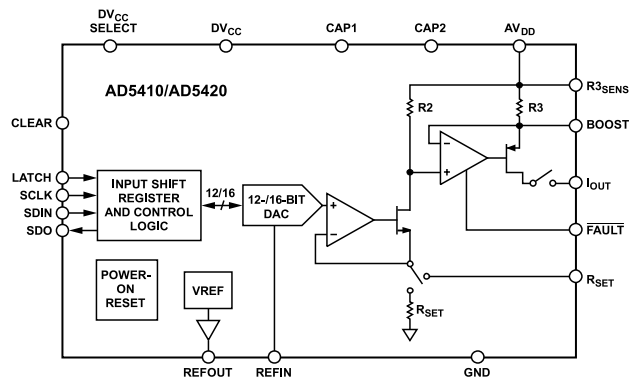 DVCC
SELECT
DVCC
CAP1
CAP2
AVDD
AD5410/AD5420
R2
R3
R3SENS
BOOST
CLEAR
LATCH
SCLK
SDIN
SDO
INPUT SHIFT
REGISTER
AND CONTROL
LOGIC
12/16
12-/16-BIT
DAC
+
−
−
+
IOUT
FAULT
RSET
RSET
POWER-
ON
RESET
VREF
REFOUT
REFIN
GND